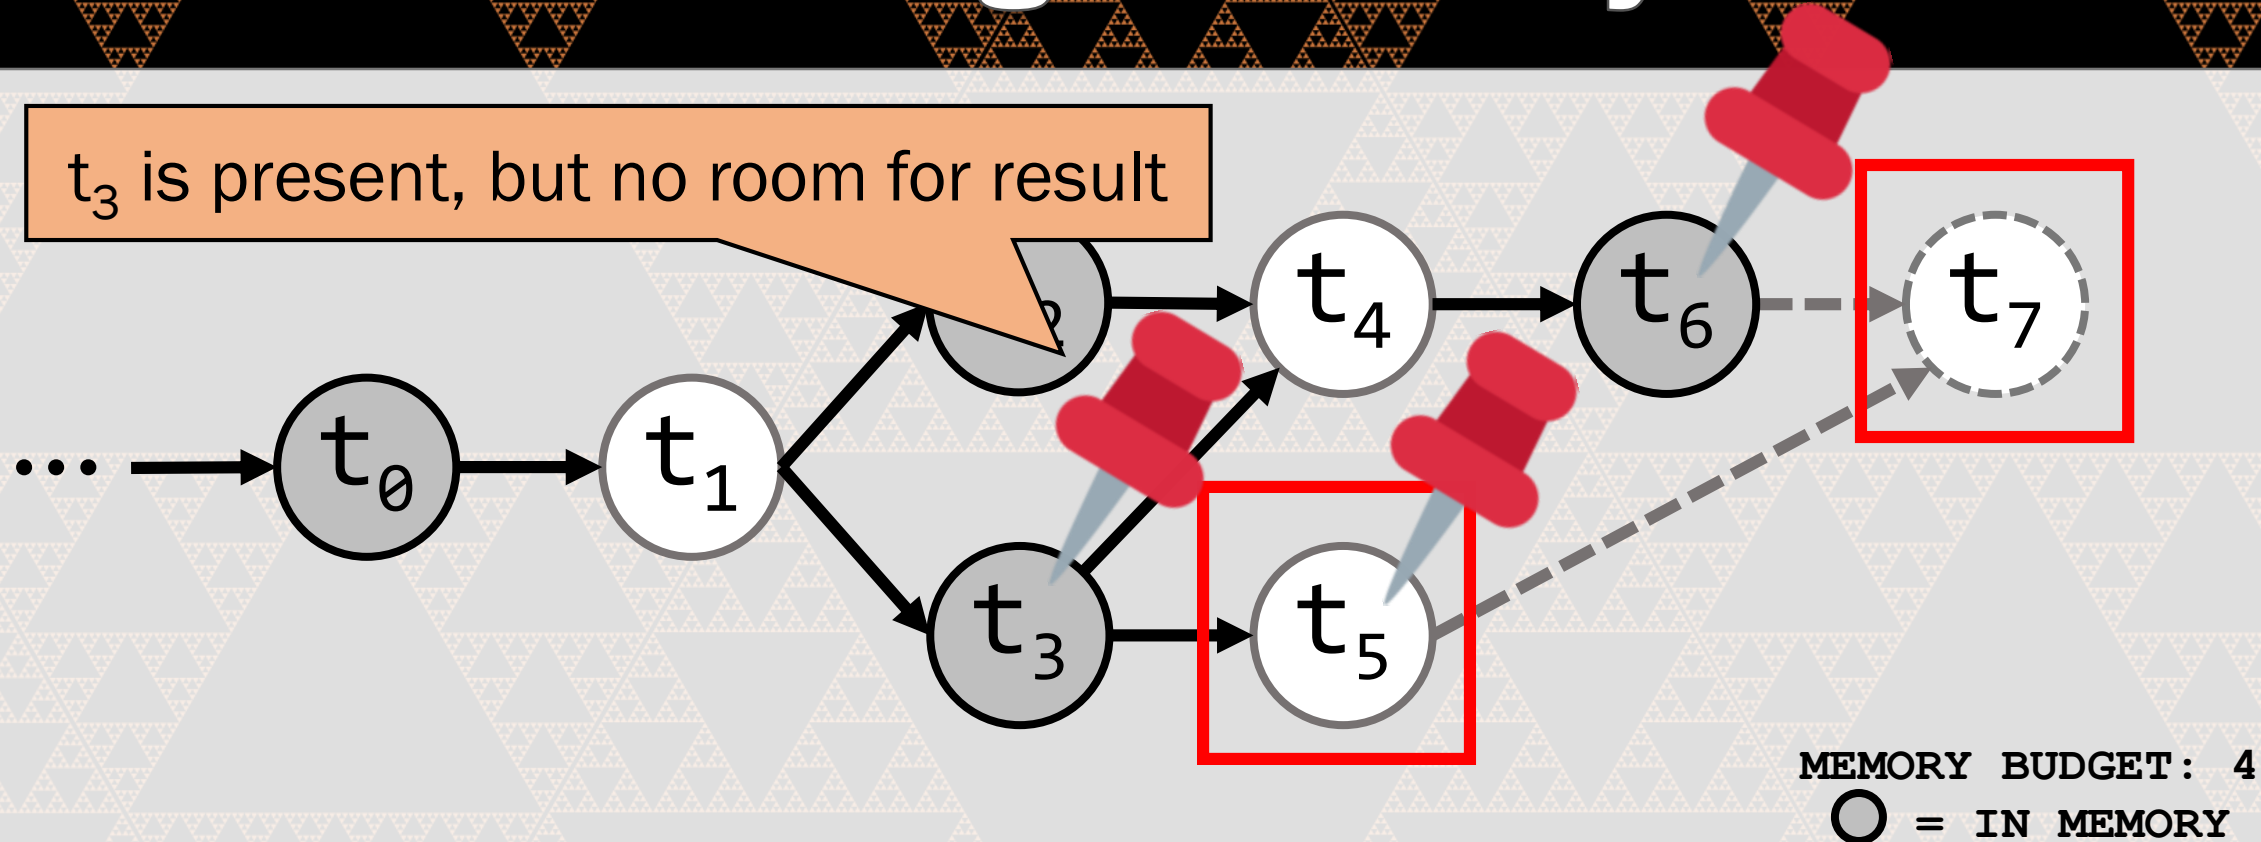 t₃ is present, but no room for result
t₄
t₆
t₇
... t₀
t₁
t₃
t₅
MEMORY BUDGET: 4
= IN MEMORY